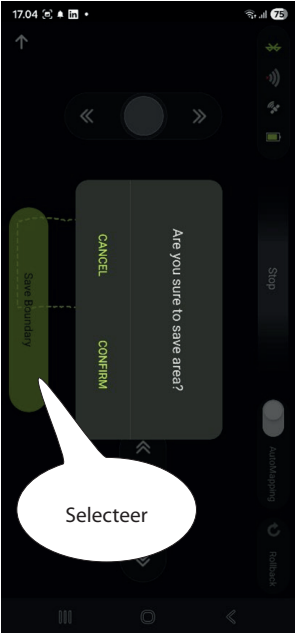 17.04
75
Stop
AutoMapping
Rollback
Are you sure to save area?
CANCEL
CONFIRM
Save Boundary
Selecteer